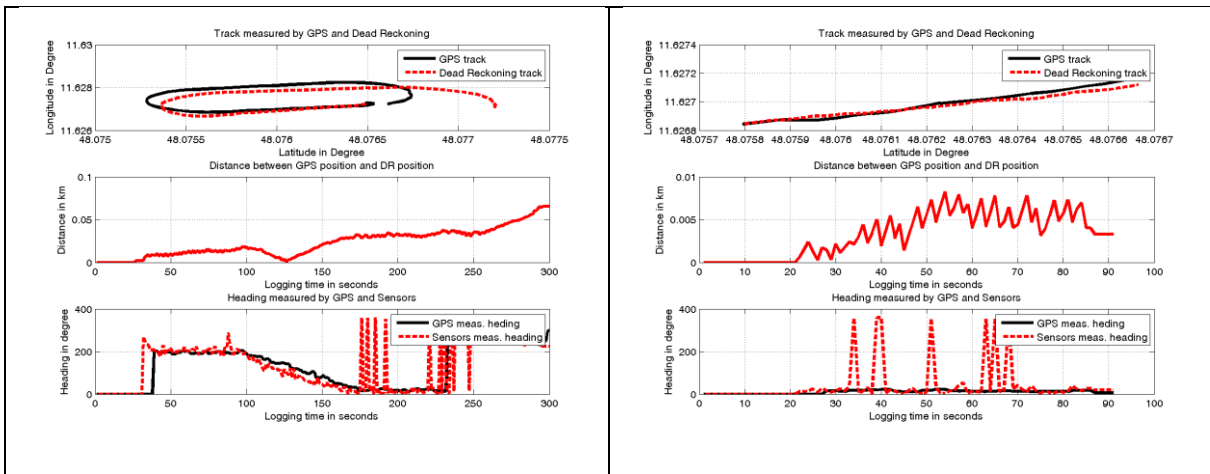 Track measured by GPS and Dead Reckoning
11.63
11.628
11.626
Longitude in Degree
GPS track
Dead Reckoning track
48.075 48.0755 48.076 48.0765 48.077 48.0775
Latitude in Degree
Distance between GPS position and DR position
0.1
0.05
0
Distance in km
0 50 100 150 200 250 300
Logging time in seconds
Heading measured by GPS and Sensors
400
200
0
Heading in degree
GPS meas. heding
Sensors meas. heading
0 50 100 150 200 250 300
Logging time in seconds
Track measured by GPS and Dead Reckoning
11.6274
11.6272
11.627
11.6268
Longitude in Degree
GPS track
Dead Reckoning track
48.0757 48.0758 48.0759 48.076 48.0761 48.0762 48.0763 48.0764 48.0765 48.0766 48.0767
Latitude in Degree
Distance between GPS position and DR position
0.01
0.005
0
Distance in km
0 10 20 30 40 50 60 70 80 90 100
Logging time in seconds
Heading measured by GPS and Sensors
400
200
0
Heading in degree
GPS meas. heding
Sensors meas. heading
0 10 20 30 40 50 60 70 80 90 100
Logging time in seconds